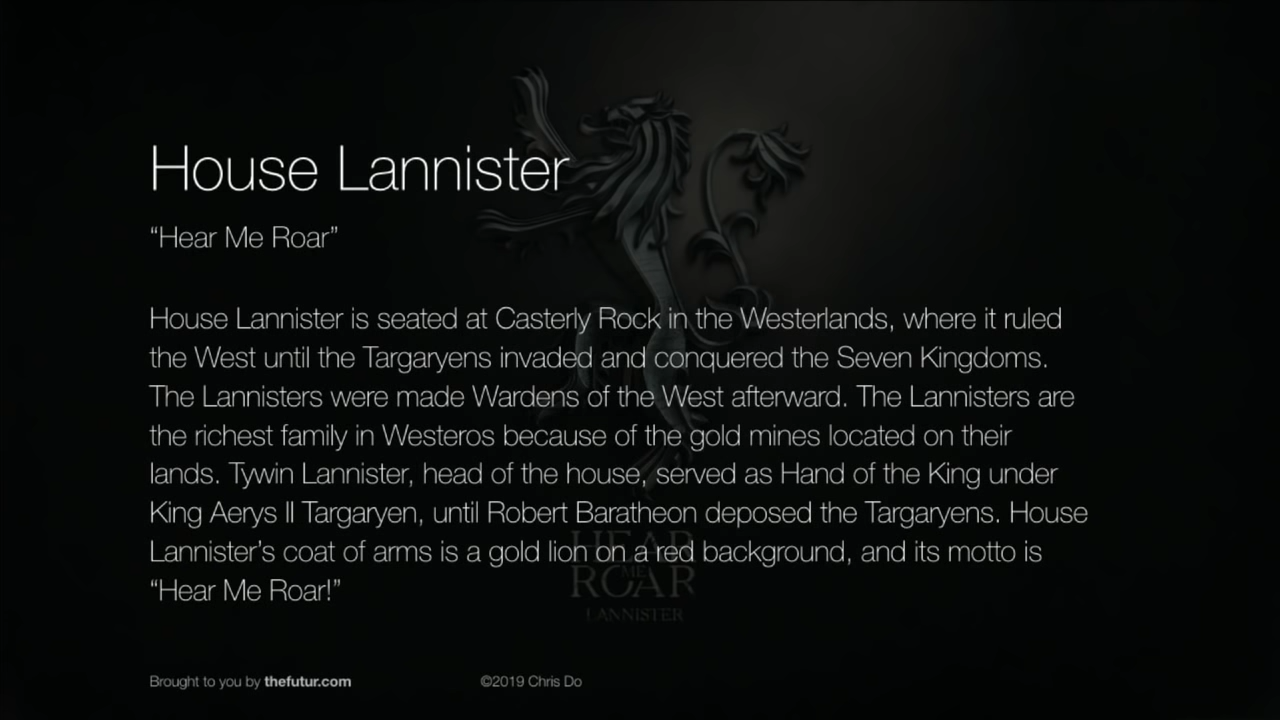 House Lannister
“Hear Me Roar”
House Lannister is seated at Casterly Rock in the Westerlands, where it ruled
the West until the Targaryens invaded and conquered the Seven Kingdoms.
The Lannisters were made Wardens of the West afterward. The Lannisters are
the richest family in Westeros because of the gold mines located on their
lands. Tywin Lannister, head of the house, served as Hand of the King under
King Aerys II Targaryen, until Robert Baratheon deposed the Targaryens. House
Lannister’s coat of arms is a gold lion on a red background, and its motto is
“Hear Me Roar!”
HEAR
ME
ROAR
LANNISTER
Brought to you by thefutur.com
©2019 Chris Do